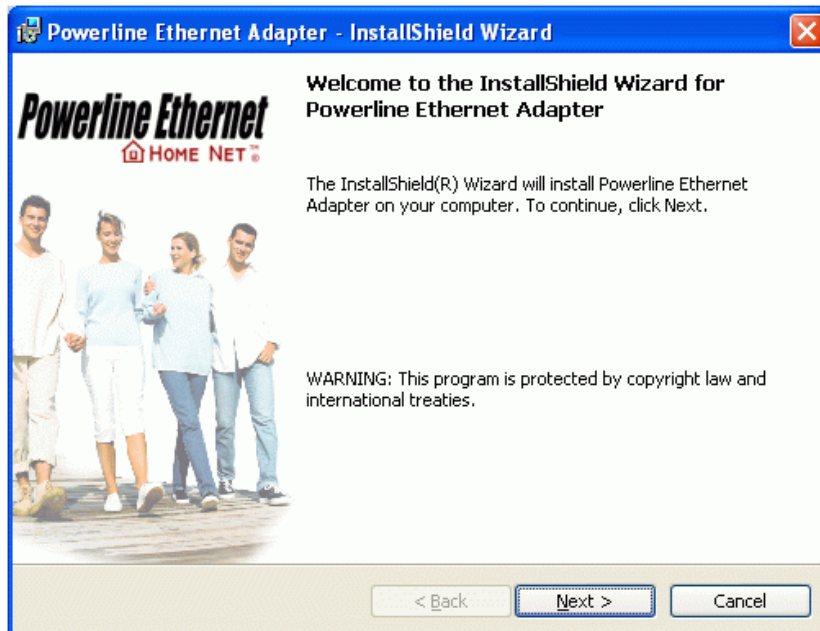 Powerline Ethernet Adapter - InstallShield Wizard
Powerline Ethernet
HOME NET™®
Welcome to the InstallShield Wizard for
Powerline Ethernet Adapter
The InstallShield(R) Wizard will install Powerline Ethernet
Adapter on your computer. To continue, click Next.
WARNING: This program is protected by copyright law and
international treaties.
< Back
Next >
Cancel